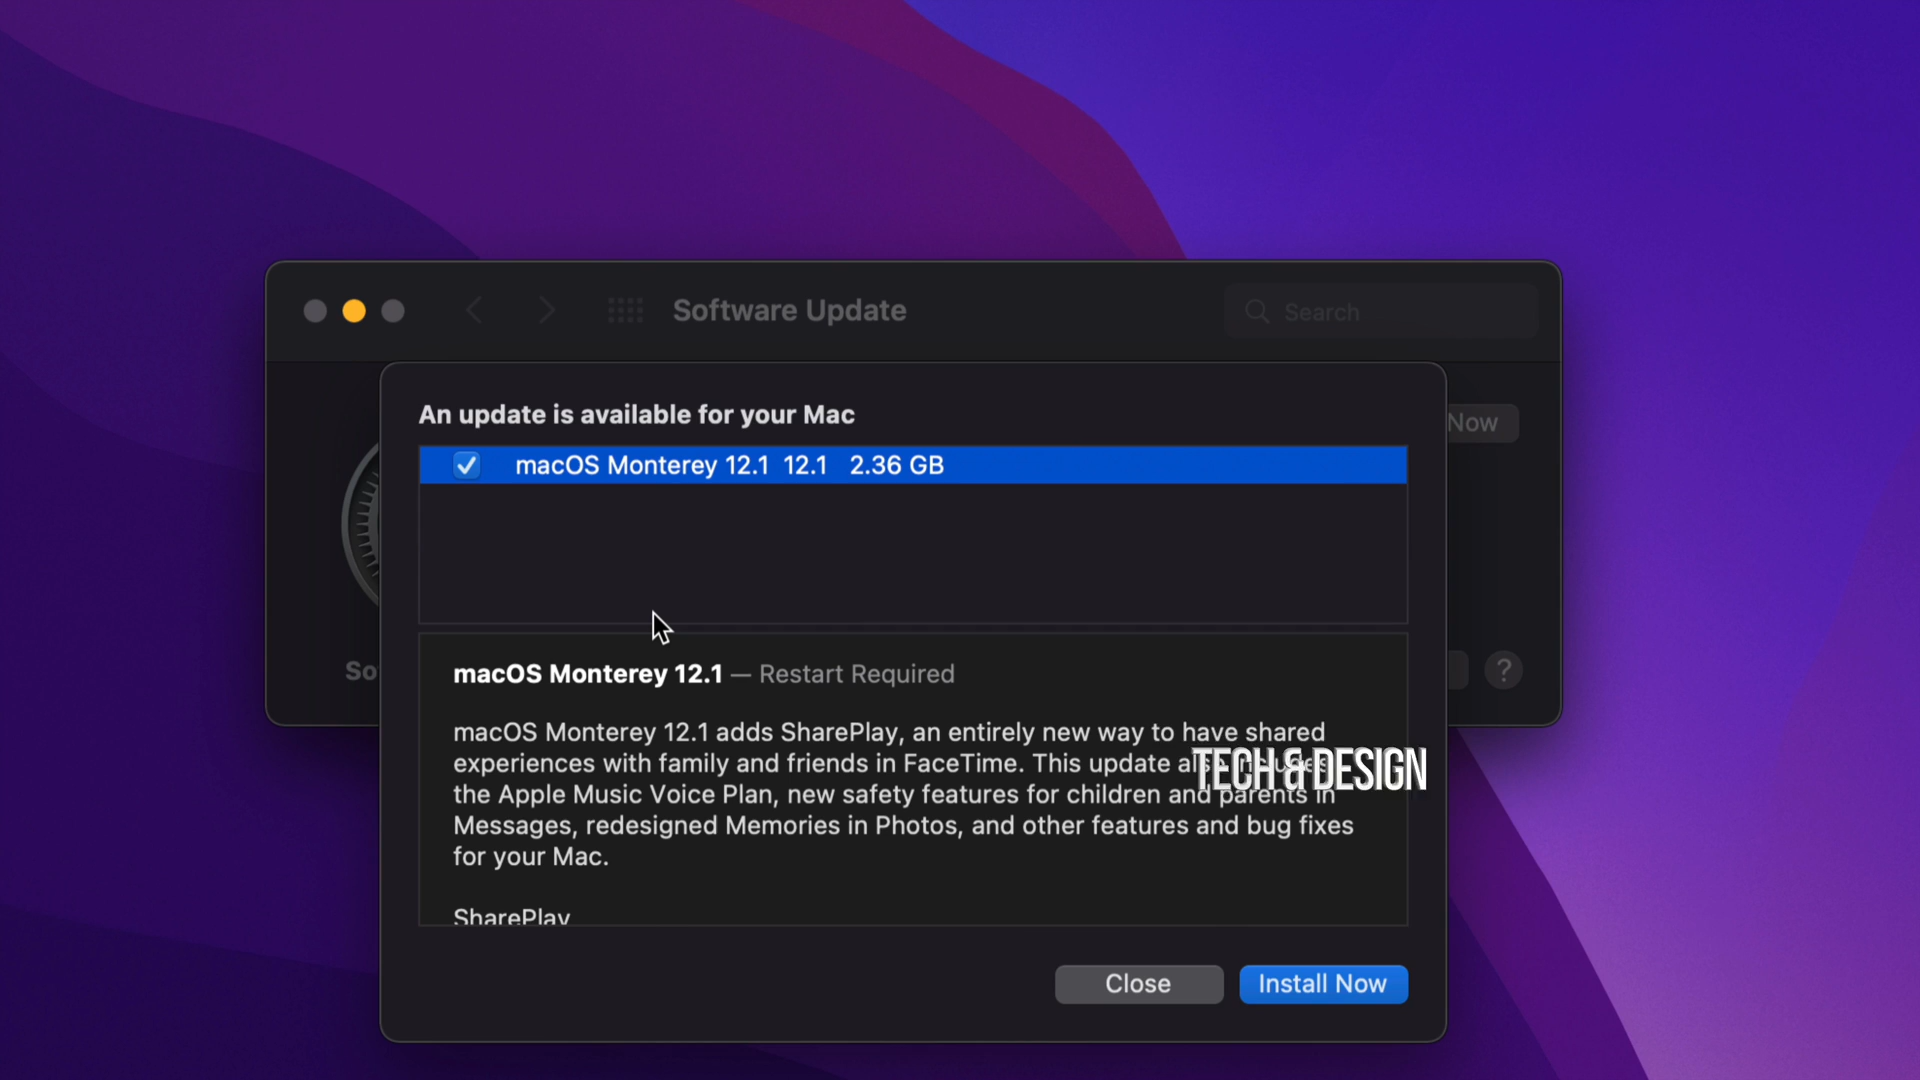 Software Update
Search
An update is available for your Mac
Now
macOS Monterey 12.1 12.1 2.36 GB
So
?
macOS Monterey 12.1 — Restart Required
macOS Monterey 12.1 adds SharePlay, an entirely new way to have shared
experiences with family and friends in FaceTime. This update also includes
the Apple Music Voice Plan, new safety features for children and parents in
Messages, redesigned Memories in Photos, and other features and bug fixes
for your Mac.
TECH & DESIGN
SharePlay
Close
Install Now